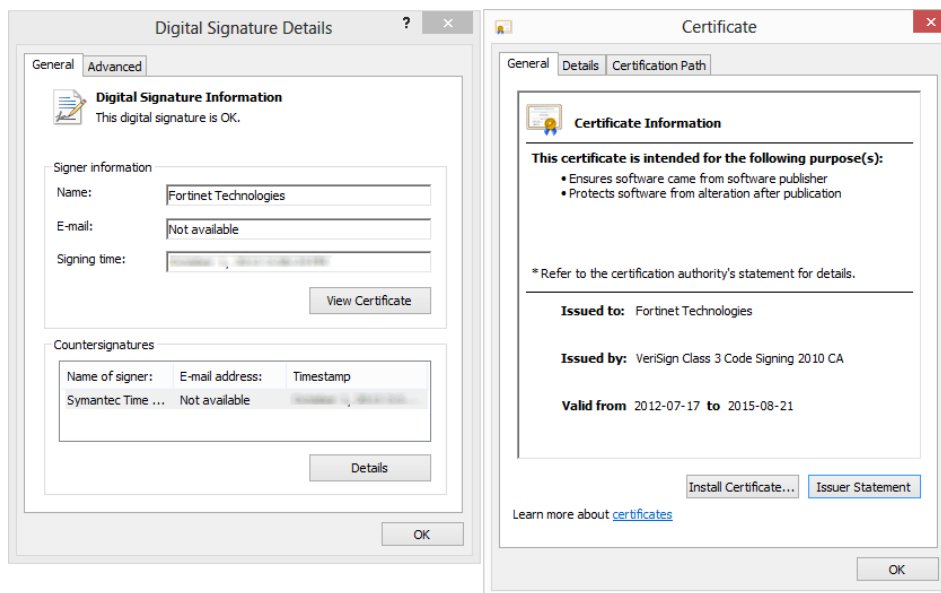 Digital Signature Details
?
General
Advanced
Digital Signature Information
This digital signature is OK.
Signer information
Name:
Fortinet Technologies
E-mail:
Not available
Signing time:
View Certificate
Countersignatures
Name of signer: E-mail address: Timestamp
Symantec Time ... Not available
Details
OK
Certificate
General
Details
Certification Path
Certificate Information
This certificate is intended for the following purpose(s):
• Ensures software came from software publisher
• Protects software from alteration after publication
* Refer to the certification authority's statement for details.
Issued to: Fortinet Technologies
Issued by: VeriSign Class 3 Code Signing 2010 CA
Valid from 2012-07-17 to 2015-08-21
Install Certificate...
Issuer Statement
Learn more about certificates
OK